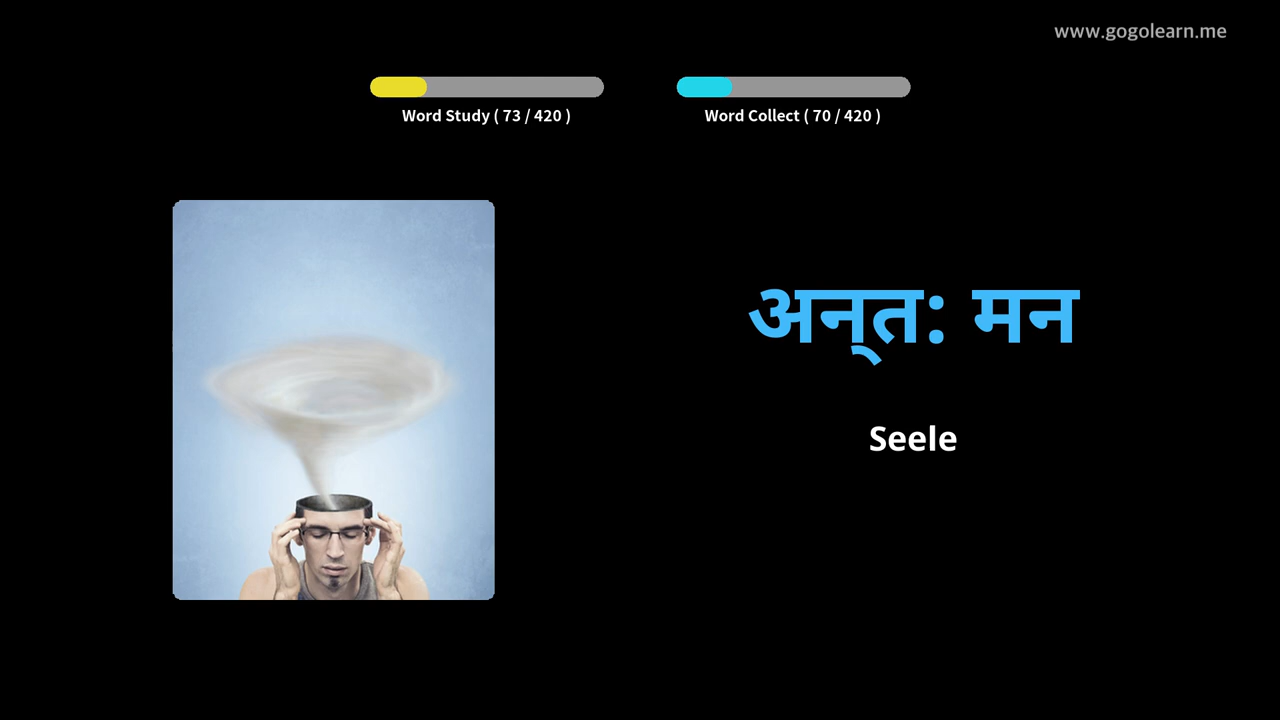 www.gogolearn.me
Word Study ( 73 / 420 )
Word Collect ( 70 / 420 )
अन्‌त: मन
Seele